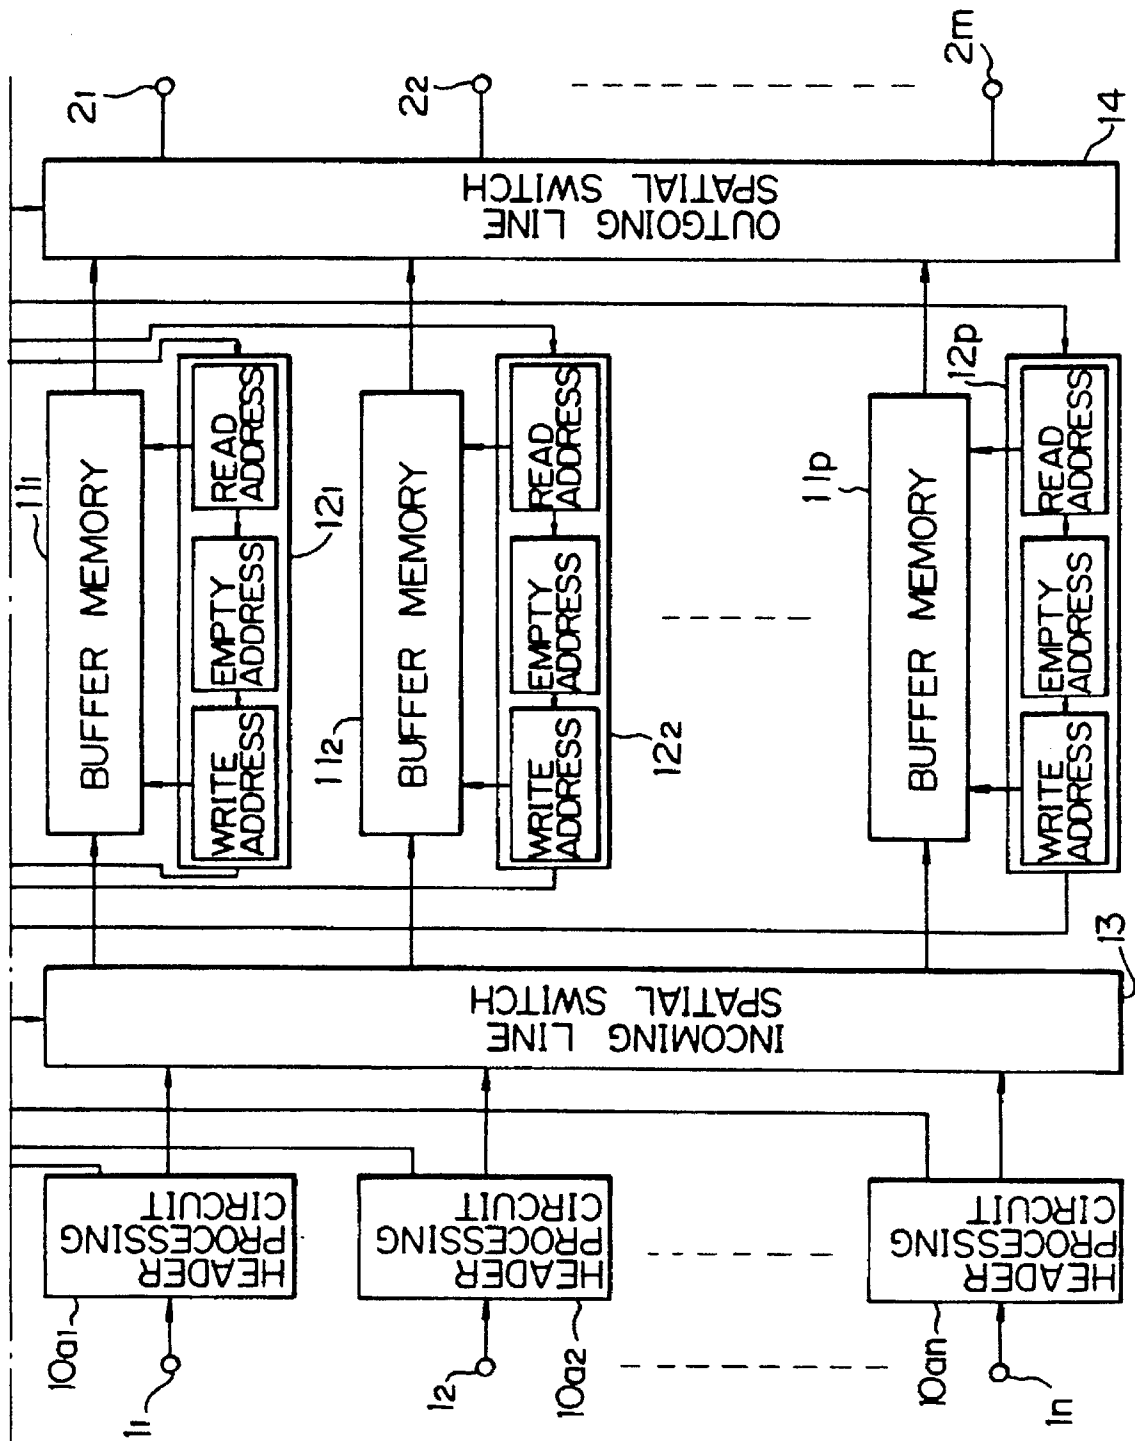 10a1
11
HEADER
PROCESSING
CIRCUIT
12
10a2
HEADER
PROCESSING
CIRCUIT
10an
1n
HEADER
PROCESSING
CIRCUIT
INCOMING LINE
SPATIAL SWITCH
13
111
BUFFER MEMORY
WRITE
ADDRESS
EMPTY
ADDRESS
READ
ADDRESS
121
112
BUFFER MEMORY
WRITE
ADDRESS
EMPTY
ADDRESS
READ
ADDRESS
122
11p
BUFFER MEMORY
WRITE
ADDRESS
EMPTY
ADDRESS
READ
ADDRESS
12p
OUTGOING LINE
SPATIAL SWITCH
14
21
22
2m